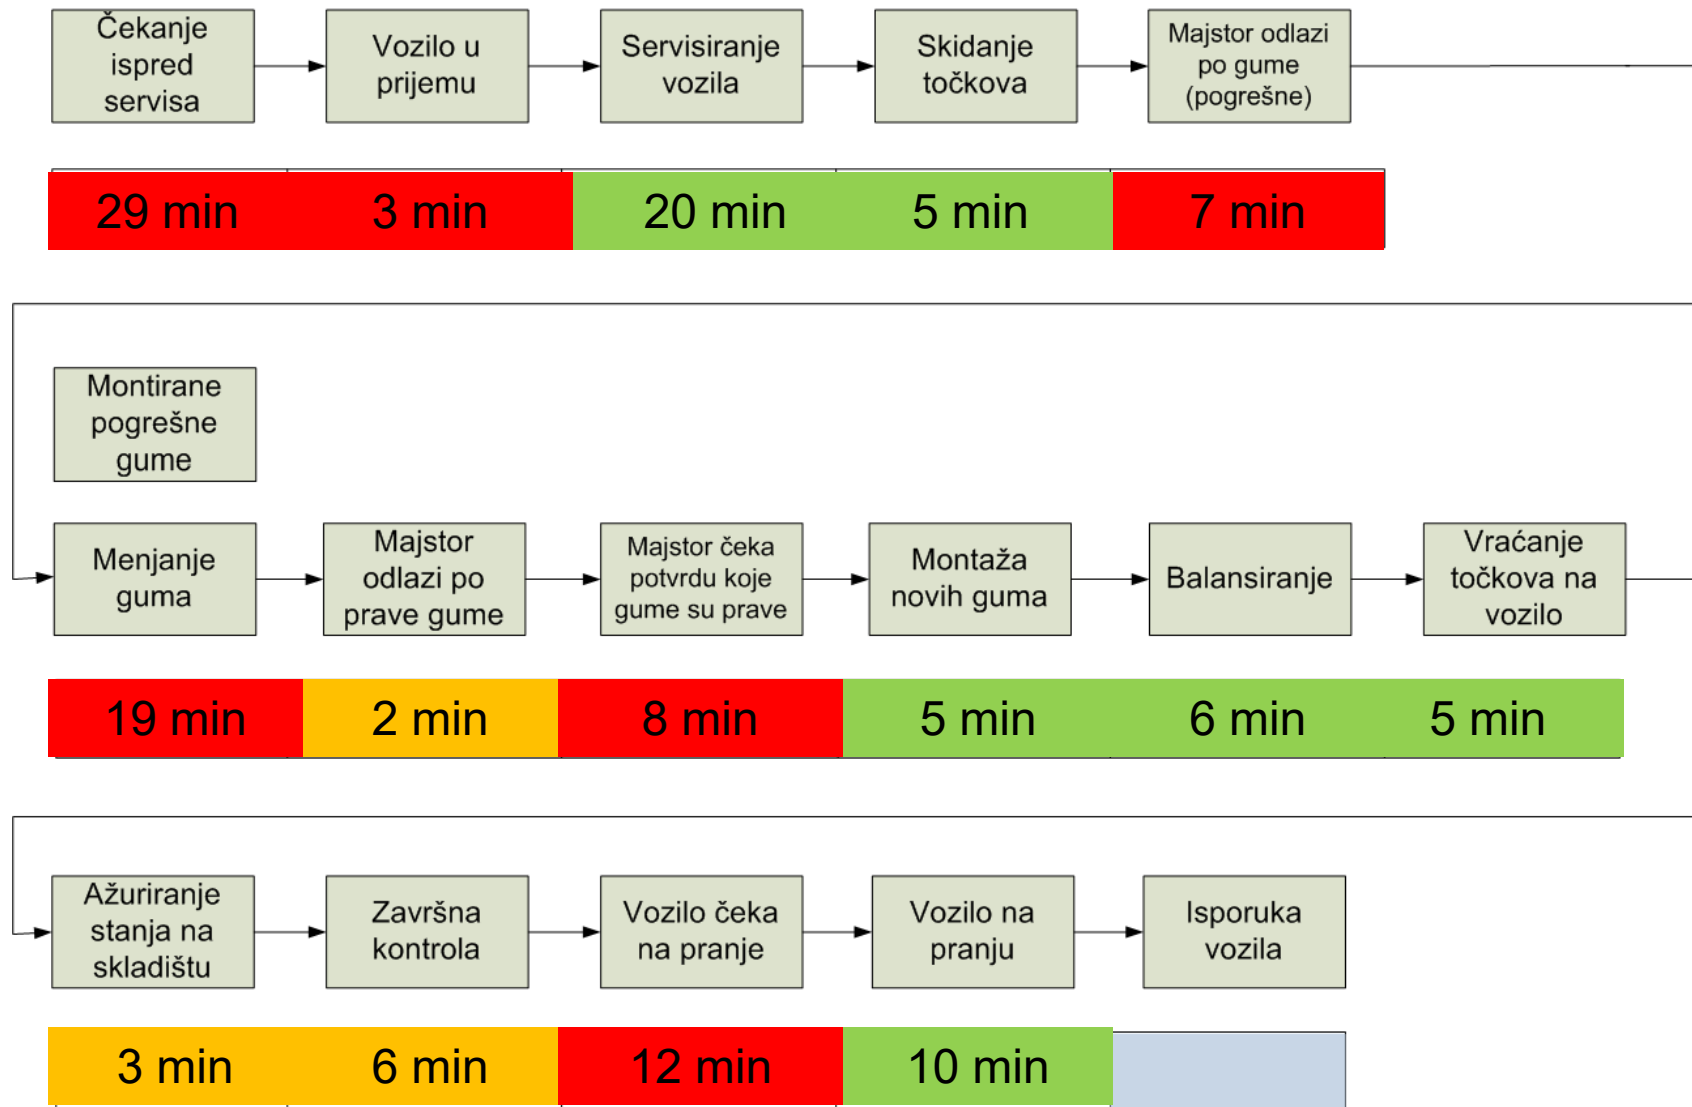 Čekanje
ispred
servisa
Vozilo u
prijemu
Servisiranje
vozila
Skidanje
točkova
Majstor odlazi
po gume
(pogrešne)
29 min
3 min
20 min
5 min
7 min
Montirane
pogrešne
gume
Menjanje
guma
Majstor
odlazi po
prave gume
Majstor čeka
potvrdu koje
gume su prave
Montaža
novih guma
Balansiranje
Vraćanje
točkova na
vozilo
19 min
2 min
8 min
5 min
6 min
5 min
Ažuriranje
stanja na
skladištu
Završna
kontrola
Vozilo čeka
na pranje
Vozilo na
pranju
Isporuka
vozila
3 min
6 min
12 min
10 min